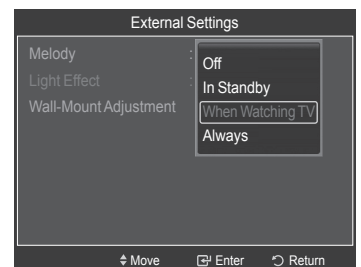 External Settings
Melody :
Light Effect :
Wall-Mount Adjustment
Off
In Standby
When Watching TV
Always
Move Enter Return